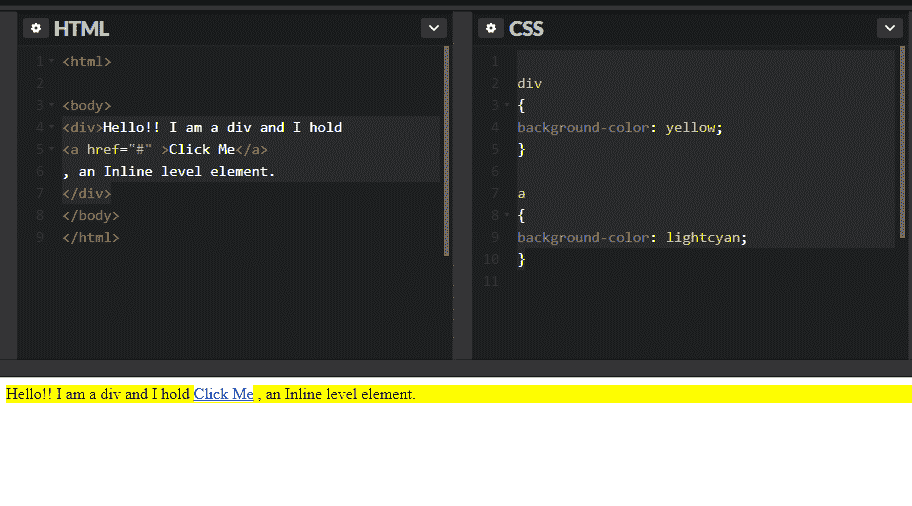 HTML
1 <html>
2
3 <body>
4 <div>Hello!! I am a div and I hold
5 <a href="#" >Click Me</a>
6 , an Inline level element.
7 </div>
8 </body>
9 </html>
CSS
1
2 div
3 {
4 background-color: yellow;
5 }
6
7 a
8 {
9 background-color: lightcyan;
10 }
11
Hello!! I am a div and I hold Click Me , an Inline level element.